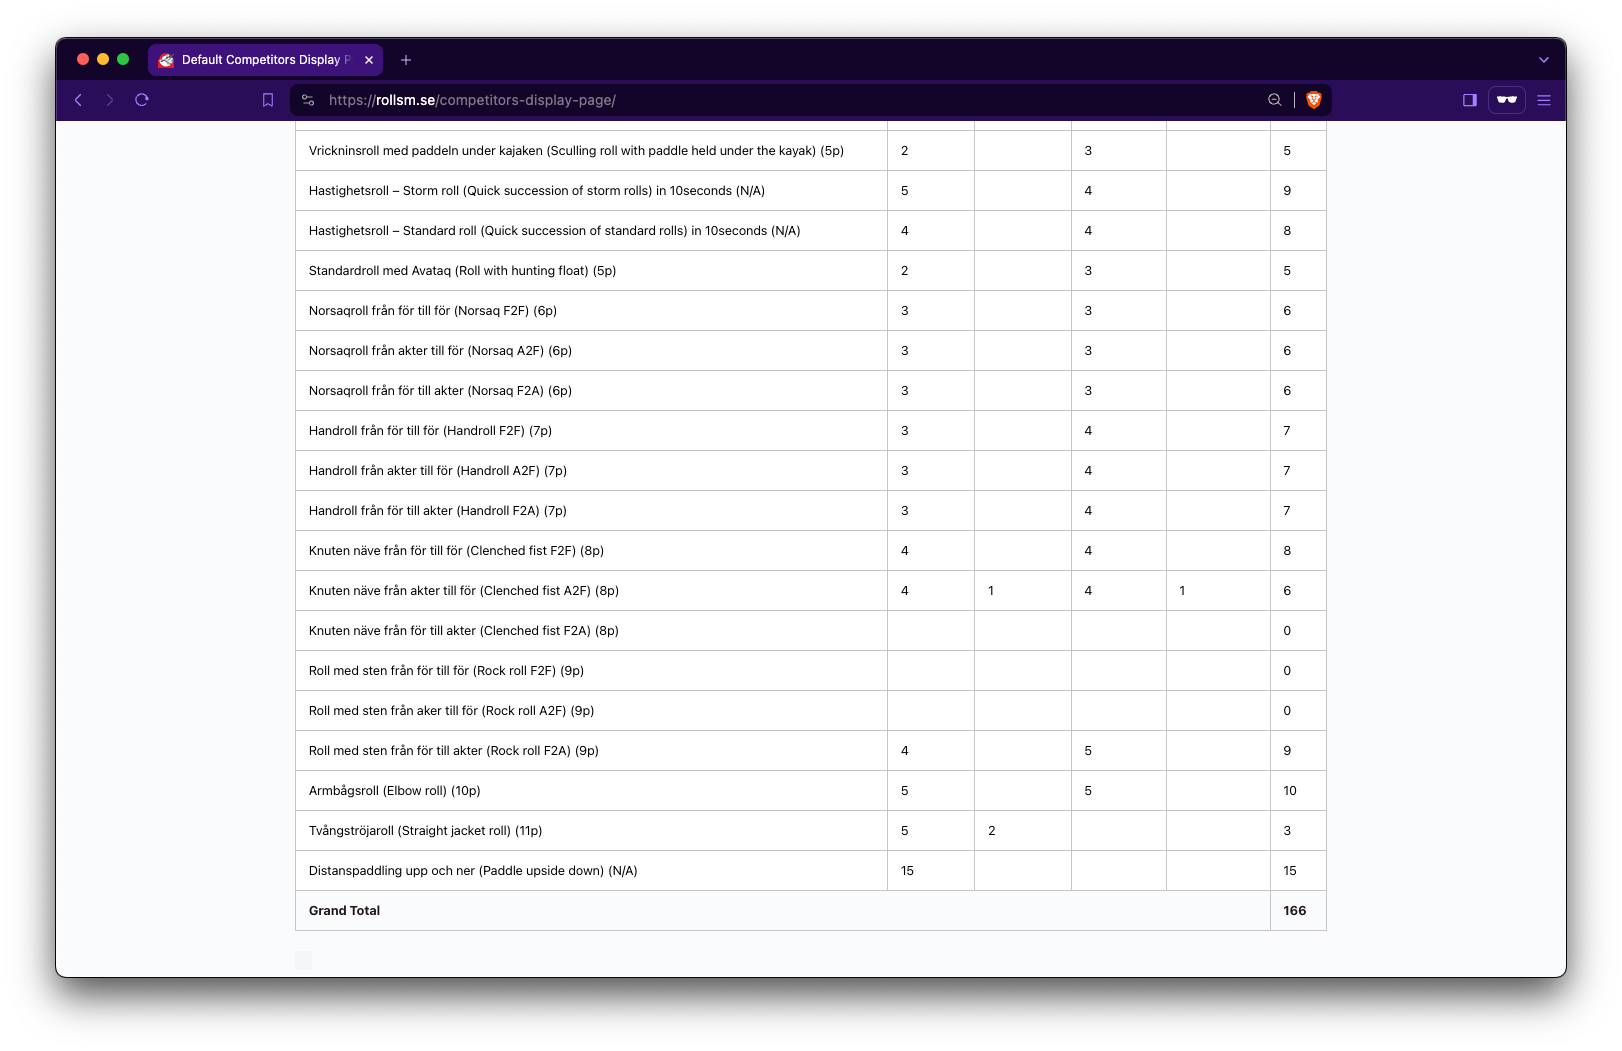 Default Competitors Display P
https://rollsm.se/competitors-display-page/
Vrickninsroll med paddeln under kajaken (Sculling roll with paddle held under the kayak) (5p) 2 3 5
Hastighetsroll – Storm roll (Quick succession of storm rolls) in 10seconds (N/A) 5 4 9
Hastighetsroll – Standard roll (Quick succession of standard rolls) in 10seconds (N/A) 4 4 8
Standardroll med Avataq (Roll with hunting float) (5p) 2 3 5
Norsaqroll från för till för (Norsaq F2F) (6p) 3 3 6
Norsaqroll från akter till för (Norsaq A2F) (6p) 3 3 6
Norsaqroll från för till akter (Norsaq F2A) (6p) 3 3 6
Handroll från för till för (Handroll F2F) (7p) 3 4 7
Handroll från akter till för (Handroll A2F) (7p) 3 4 7
Handroll från för till akter (Handroll F2A) (7p) 3 4 7
Knuten näve från för till för (Clenched fist F2F) (8p) 4 4 8
Knuten näve från akter till för (Clenched fist A2F) (8p) 4 1 4 1 6
Knuten näve från för till akter (Clenched fist F2A) (8p) 0
Roll med sten från för till för (Rock roll F2F) (9p) 0
Roll med sten från aker till för (Rock roll A2F) (9p) 0
Roll med sten från för till akter (Rock roll F2A) (9p) 4 5 9
Armbågsroll (Elbow roll) (10p) 5 5 10
Tvångströjaroll (Straight jacket roll) (11p) 5 2 3
Distanspaddling upp och ner (Paddle upside down) (N/A) 15 15
Grand Total 166